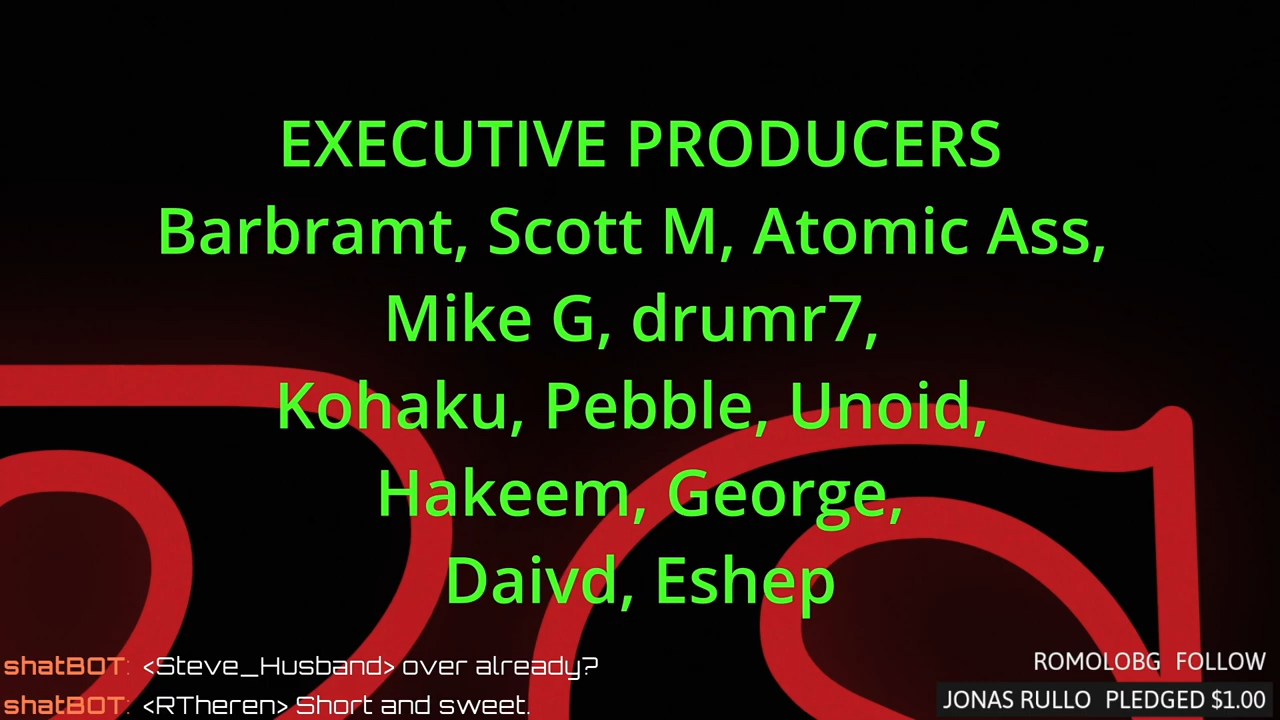 EXECUTIVE PRODUCERS
Barbramt, Scott M, Atomic Ass,
Mike G, drumr7,
Kohaku, Pebble, Unoid,
Hakeem, George,
Daivd, Eshep
shatBOT: <Steve_Husband> over already?
shatBOT: <RTheren> Short and sweet.
ROMOLOBG FOLLOW
JONAS RULLO PLEDGED $1.00